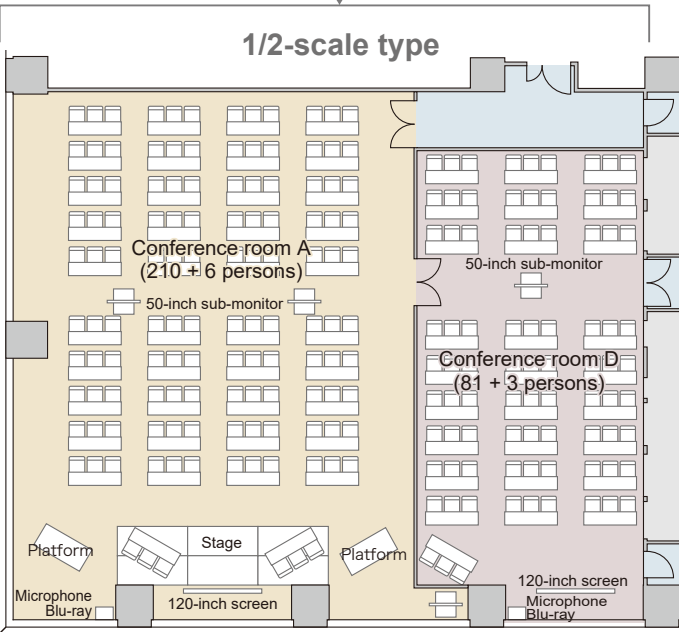 1/2-scale type
Conference room A
(210 + 6 persons)
50-inch sub-monitor
50-inch sub-monitor
Conference room D
(81 + 3 persons)
Platform
Stage
Platform
Microphone
Blu-ray
120-inch screen
120-inch screen
Microphone
Blu-ray